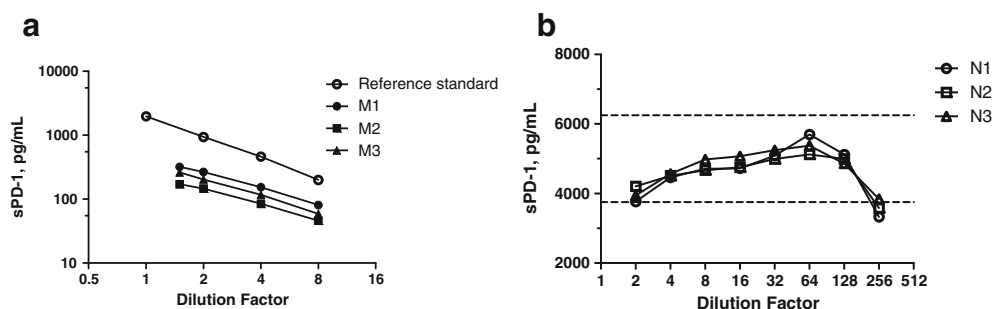 a
sPD-1, pg/mL
10000
1000
100
10
0.5 1 2 4 8 16
Dilution Factor
Reference standard
M1
M2
M3
b
sPD-1, pg/mL
8000
6000
4000
2000
1 2 4 8 16 32 64 128 256 512
Dilution Factor
N1
N2
N3